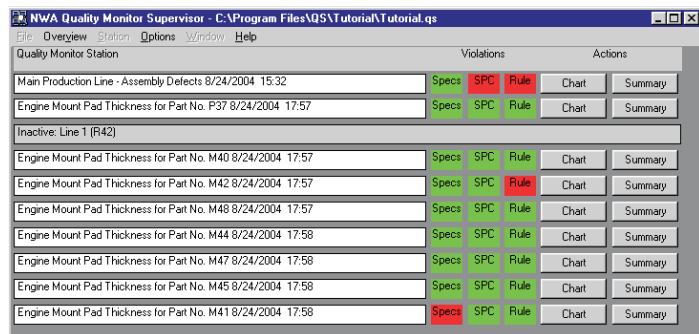 NWA Quality Monitor Supervisor - C:\Program Files\QS\Tutorial\Tutorial.qs
File Overview Station Options Window Help
Quality Monitor Station Violations Actions
Main Production Line - Assembly Defects 8/24/2004 15:32 Specs SPC Rule Chart Summary
Engine Mount Pad Thickness for Part No. P37 8/24/2004 17:57 Specs SPC Rule Chart Summary
Inactive: Line 1 (R42)
Engine Mount Pad Thickness for Part No. M40 8/24/2004 17:57 Specs SPC Rule Chart Summary
Engine Mount Pad Thickness for Part No. M42 8/24/2004 17:57 Specs SPC Rule Chart Summary
Engine Mount Pad Thickness for Part No. M48 8/24/2004 17:57 Specs SPC Rule Chart Summary
Engine Mount Pad Thickness for Part No. M44 8/24/2004 17:58 Specs SPC Rule Chart Summary
Engine Mount Pad Thickness for Part No. M47 8/24/2004 17:58 Specs SPC Rule Chart Summary
Engine Mount Pad Thickness for Part No. M45 8/24/2004 17:58 Specs SPC Rule Chart Summary
Engine Mount Pad Thickness for Part No. M41 8/24/2004 17:58 Specs SPC Rule Chart Summary